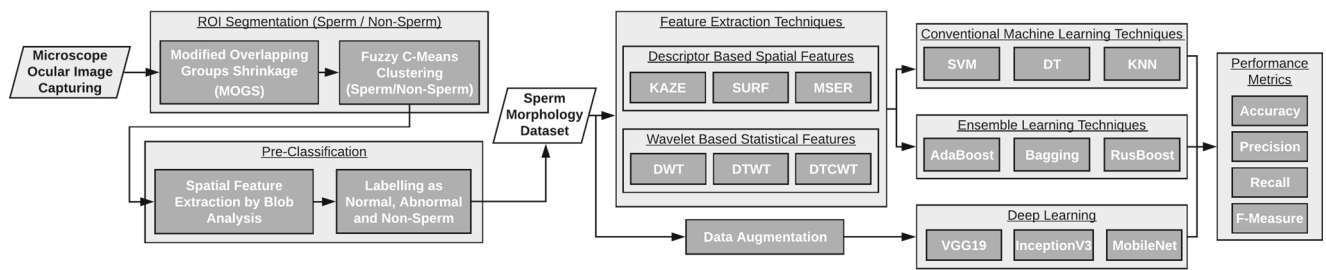 Microscope
Ocular Image
Capturing
ROI Segmentation (Sperm / Non-Sperm)
Modified Overlapping
Groups Shrinkage
(MOGS)
Fuzzy C-Means
Clustering
(Sperm/Non-Sperm)
Pre-Classification
Spatial Feature
Extraction by Blob
Analysis
Labelling as
Normal, Abnormal
and Non-Sperm
Sperm
Morphology
Dataset
Feature Extraction Techniques
Descriptor Based Spatial Features
KAZE
SURF
MSER
Wavelet Based Statistical Features
DWT
DTWT
DTCWT
Data Augmentation
Conventional Machine Learning Techniques
SVM
DT
KNN
Ensemble Learning Techniques
AdaBoost
Bagging
RusBoost
Deep Learning
VGG19
InceptionV3
MobileNet
Performance
Metrics
Accuracy
Precision
Recall
F-Measure